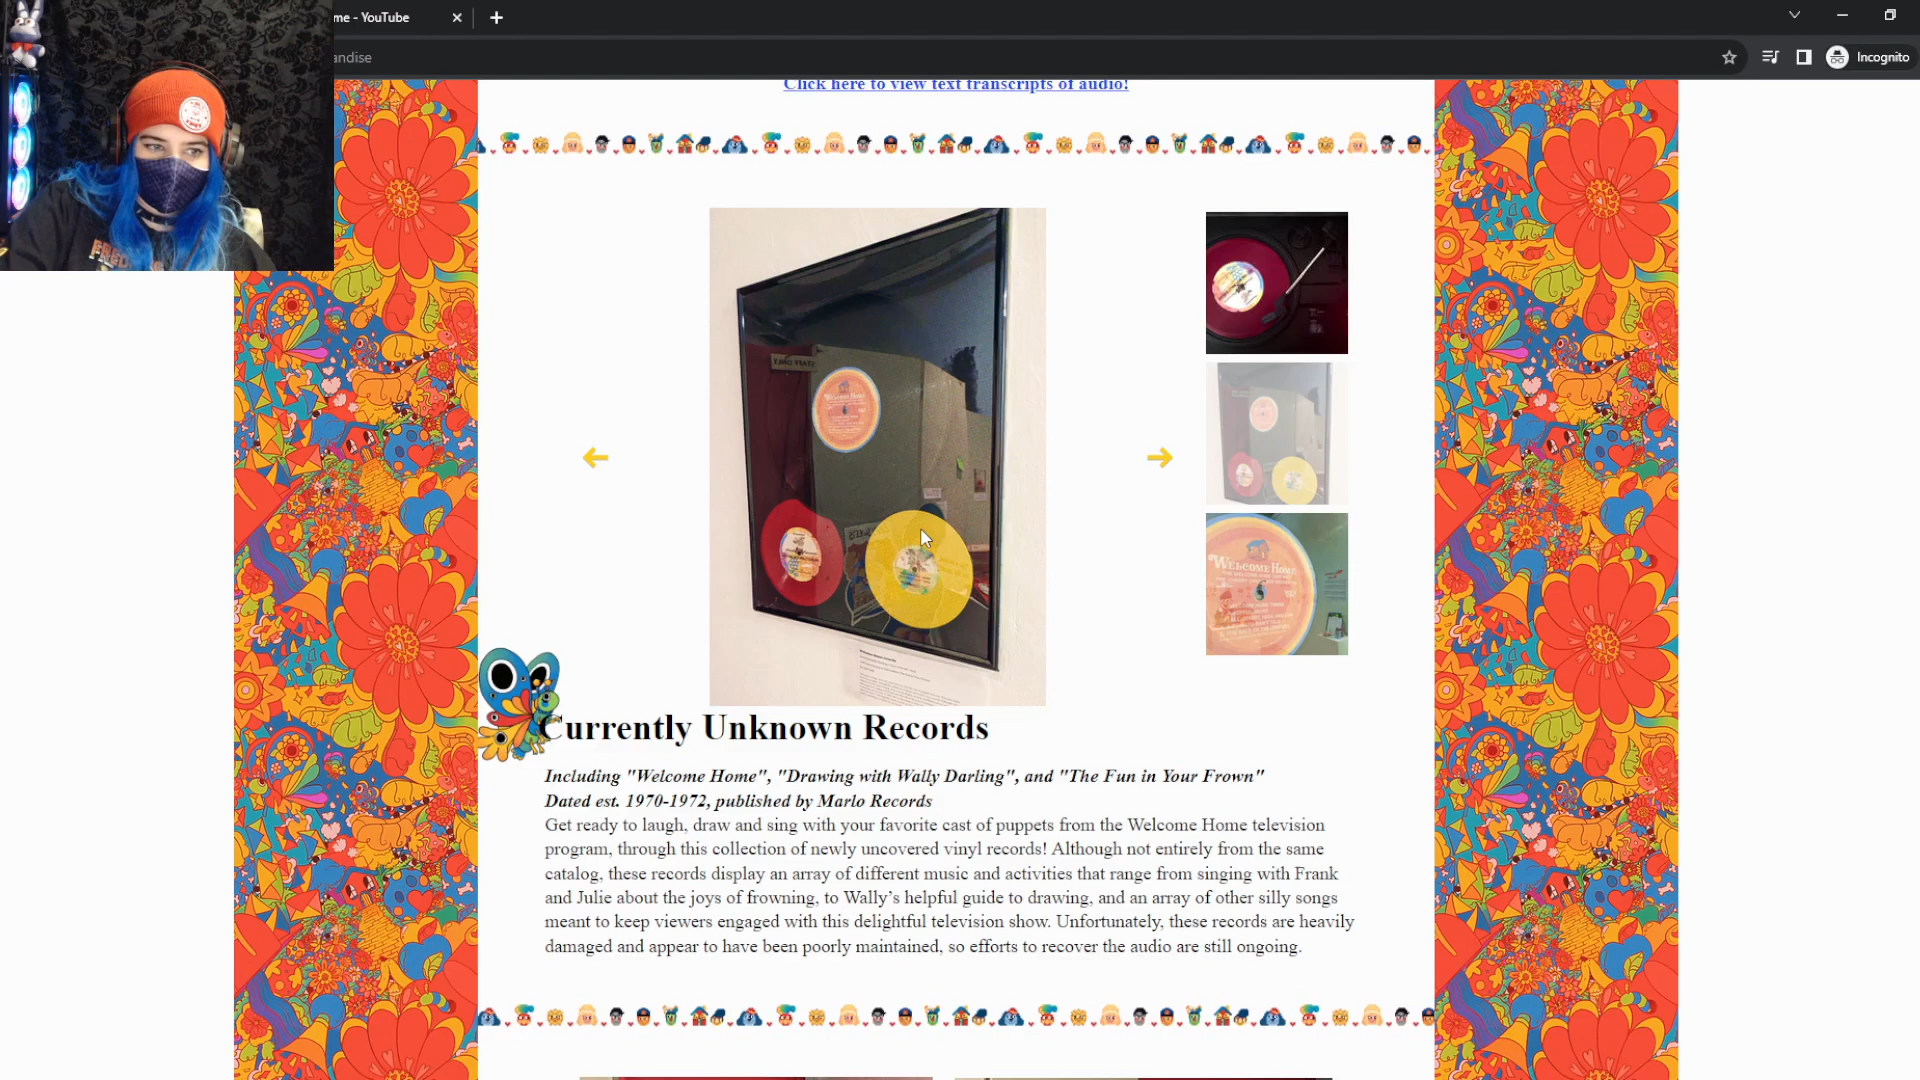 me - YouTube
andise
Incognito
Click here to view text transcripts of audio!
STAFF ONLY
WELCOME HOME
WELCOME HOME
Currently Unknown Records
Including "Welcome Home", "Drawing with Wally Darling", and "The Fun in Your Frown"
Dated est. 1970-1972, published by Marlo Records
Get ready to laugh, draw and sing with your favorite cast of puppets from the Welcome Home television
program, through this collection of newly uncovered vinyl records! Although not entirely from the same
catalog, these records display an array of different music and activities that range from singing with Frank
and Julie about the joys of frowning, to Wally’s helpful guide to drawing, and an array of other silly songs
meant to keep viewers engaged with this delightful television show. Unfortunately, these records are heavily
damaged and appear to have been poorly maintained, so efforts to recover the audio are still ongoing.